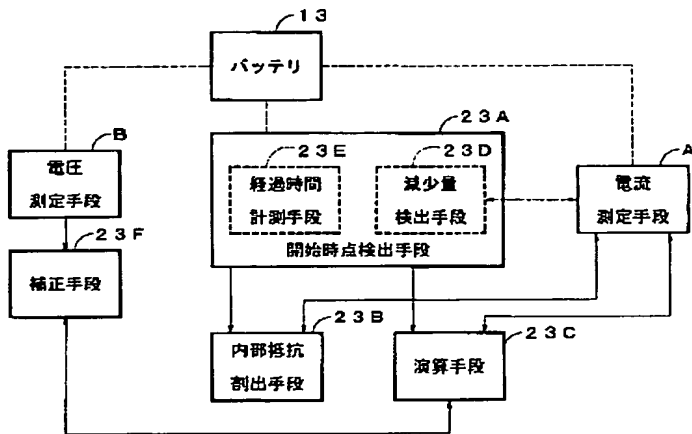 13
バッテリ
23A
B
23E
23D
A
電圧
測定手段
経過時間
計測手段
減少量
検出手段
電流
測定手段
開始時点検出手段
23F
補正手段
23B
23C
内部抵抗
割出手段
演算手段